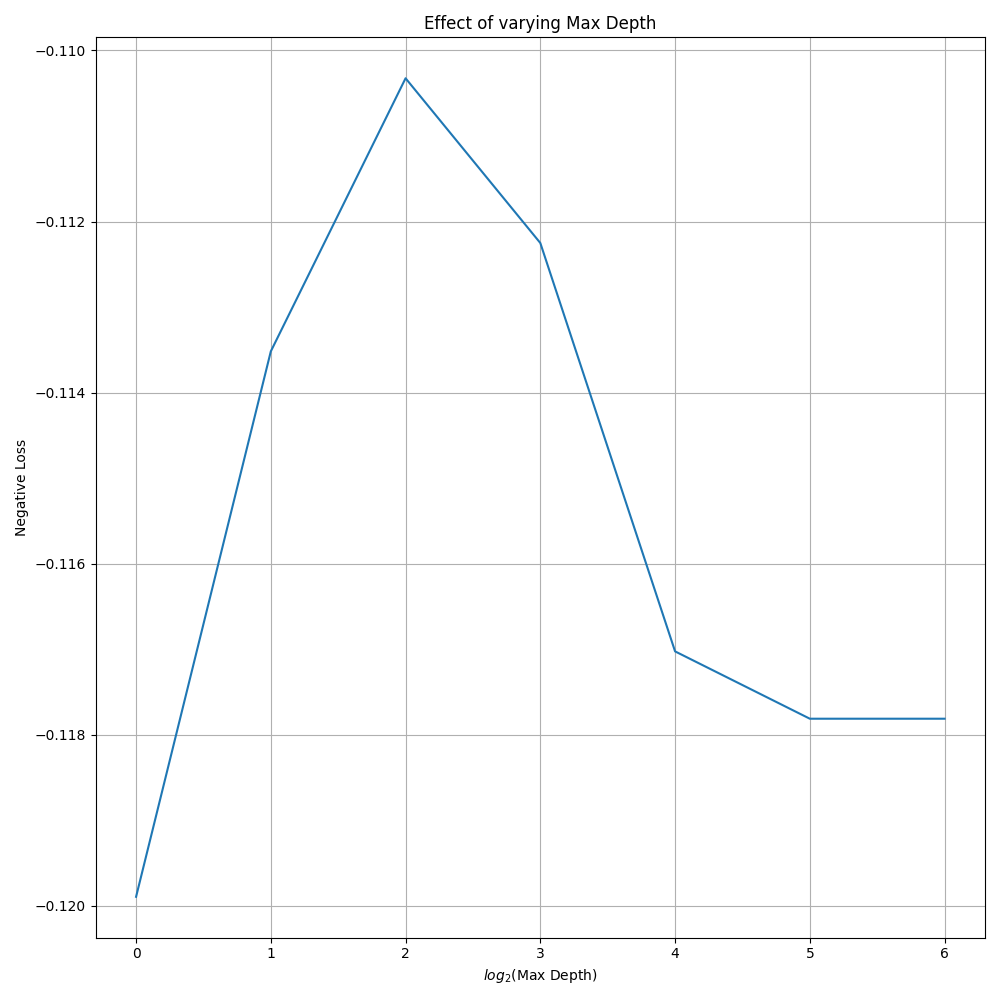 Effect of varying Max Depth
−0.110
−0.112
−0.114
−0.116
−0.118
−0.120
Negative Loss
0 1 2 3 4 5 6
log₂(Max Depth)